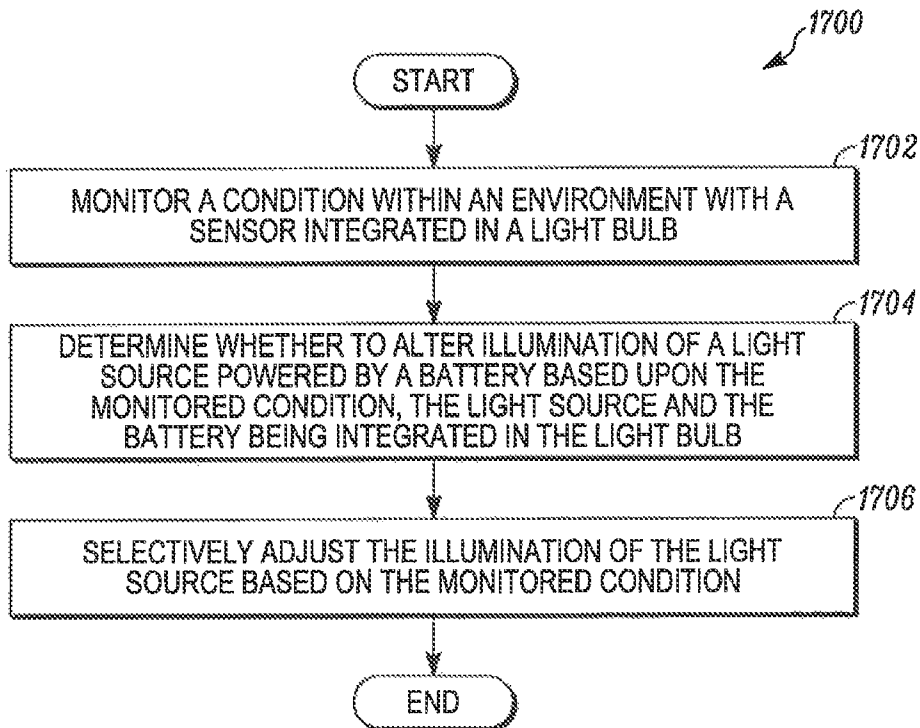 1700
START
1702
MONITOR A CONDITION WITHIN AN ENVIRONMENT WITH A
SENSOR INTEGRATED IN A LIGHT BULB
1704
DETERMINE WHETHER TO ALTER ILLUMINATION OF A LIGHT
SOURCE POWERED BY A BATTERY BASED UPON THE
MONITORED CONDITION, THE LIGHT SOURCE AND THE
BATTERY BEING INTEGRATED IN THE LIGHT BULB
1706
SELECTIVELY ADJUST THE ILLUMINATION OF THE LIGHT
SOURCE BASED ON THE MONITORED CONDITION
END